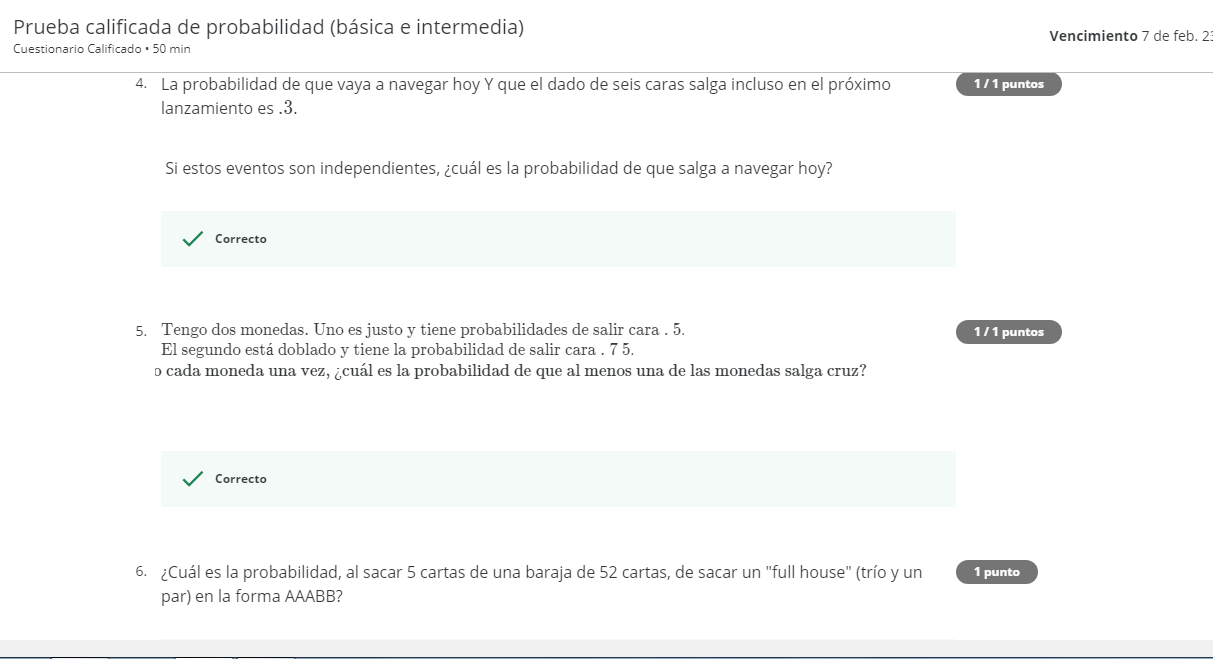 Prueba calificada de probabilidad (básica e intermedia)
Cuestionario Calificado • 50 min
Vencimiento 7 de feb. 23
4. La probabilidad de que vaya a navegar hoy Y que el dado de seis caras salga incluso en el próximo
lanzamiento es .3.
1 / 1 puntos
Si estos eventos son independientes, ¿cuál es la probabilidad de que salga a navegar hoy?
Correcto
5. Tengo dos monedas. Uno es justo y tiene probabilidades de salir cara . 5.
1 / 1 puntos
El segundo está doblado y tiene la probabilidad de salir cara . 7 5.
o cada moneda una vez, ¿cuál es la probabilidad de que al menos una de las monedas salga cruz?
Correcto
6. ¿Cuál es la probabilidad, al sacar 5 cartas de una baraja de 52 cartas, de sacar un "full house" (trío y un
par) en la forma AAABB?
1 punto